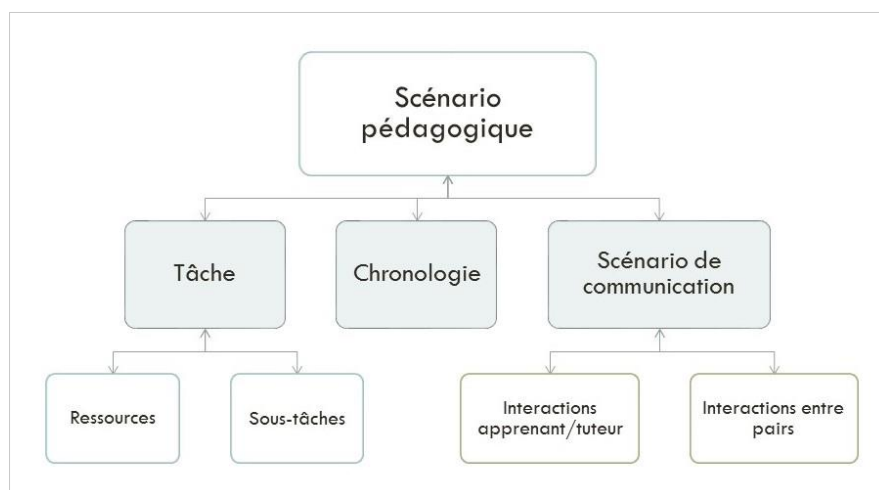 Scénario
pédagogique
Tâche
Chronologie
Scénario de
communication
Ressources
Sous-tâches
Interactions
apprenant/tuteur
Interactions entre
pairs